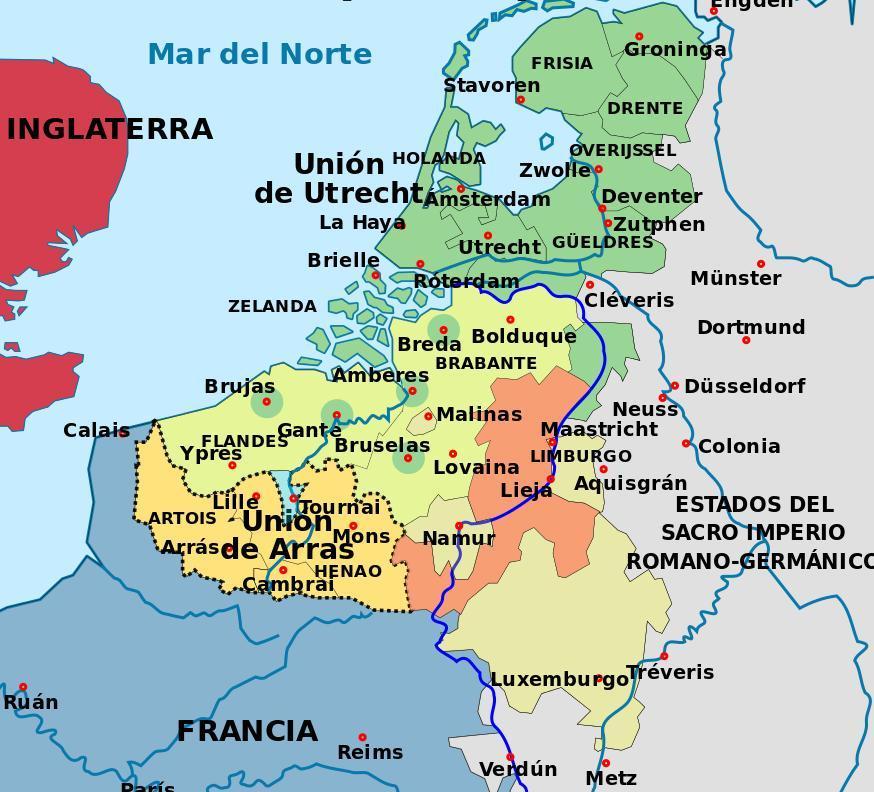 Engden
Mar del Norte
Groninga
FRISIA
Stavoren
DRENTE
INGLATERRA
OVERIJSSEL
HOLANDA
Unión
de Utrecht
Zwolle
Ámsterdam
Deventer
La Haya
Zutphen
Utrecht
GÜELDRES
Brielle
Róterdam
Münster
Cléveris
ZELANDA
Dortmund
Breda
Bolduque
BRABANTE
Amberes
Brujas
Düsseldorf
Neuss
Malinas
Calais
Gante
FLANDES
Maastricht
Bruselas
Colonia
Ypres
LIMBURGO
Lovaina
Lieja
Aquisgrán
Lille
Tournai
ESTADOS DEL
SACRO IMPERIO
ROMANO-GERMÁNICO
ARTOIS
Unión
de Arras
Mons
Namur
Arrás
HENAO
Cambrai
Tréveris
Luxemburgo
Ruán
FRANCIA
Reims
Verdún
Metz
París